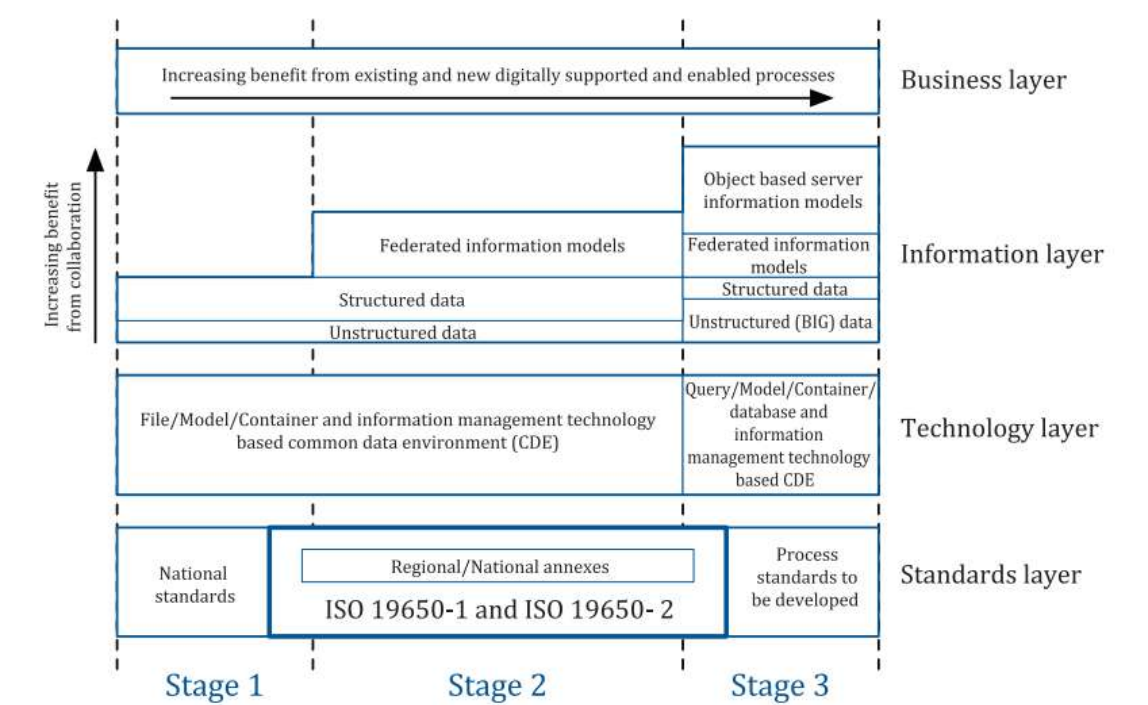 Increasing benefit from existing and new digitally supported and enabled processes
Business layer
Increasing benefit
from collaboration
Object based server
information models
Federated information models
Federated information
models
Information layer
Structured data
Structured data
Unstructured data
Unstructured (BIG) data
File/Model/Container and information management technology
based common data environment (CDE)
Query/Model/Container/
database and
information
management technology
based CDE
Technology layer
National
standards
Regional/National annexes
ISO 19650-1 and ISO 19650- 2
Process
standards to
be developed
Standards layer
Stage 1
Stage 2
Stage 3